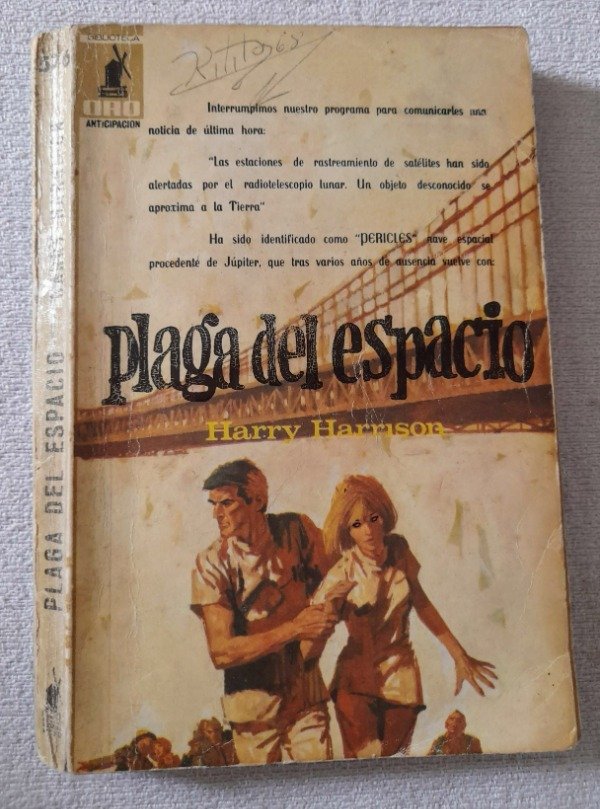 BIBLIOTECA
ORO
ANTICIPACION
Interrumpimos nuestro programa para comunicarles una
noticia de última hora:
"Las estaciones de rastreamiento de satélites han sido
alertadas por el radiotelescopio lunar. Un objeto desconocido se
aproxima a la Tierra"
Ha sido identificado como "PERICLES" nave espacial
procedente de Júpiter, que tras varios años de ausencia vuelve con:
plaga del espacio
Harry Harrison
PLAGA DEL ESPACIO